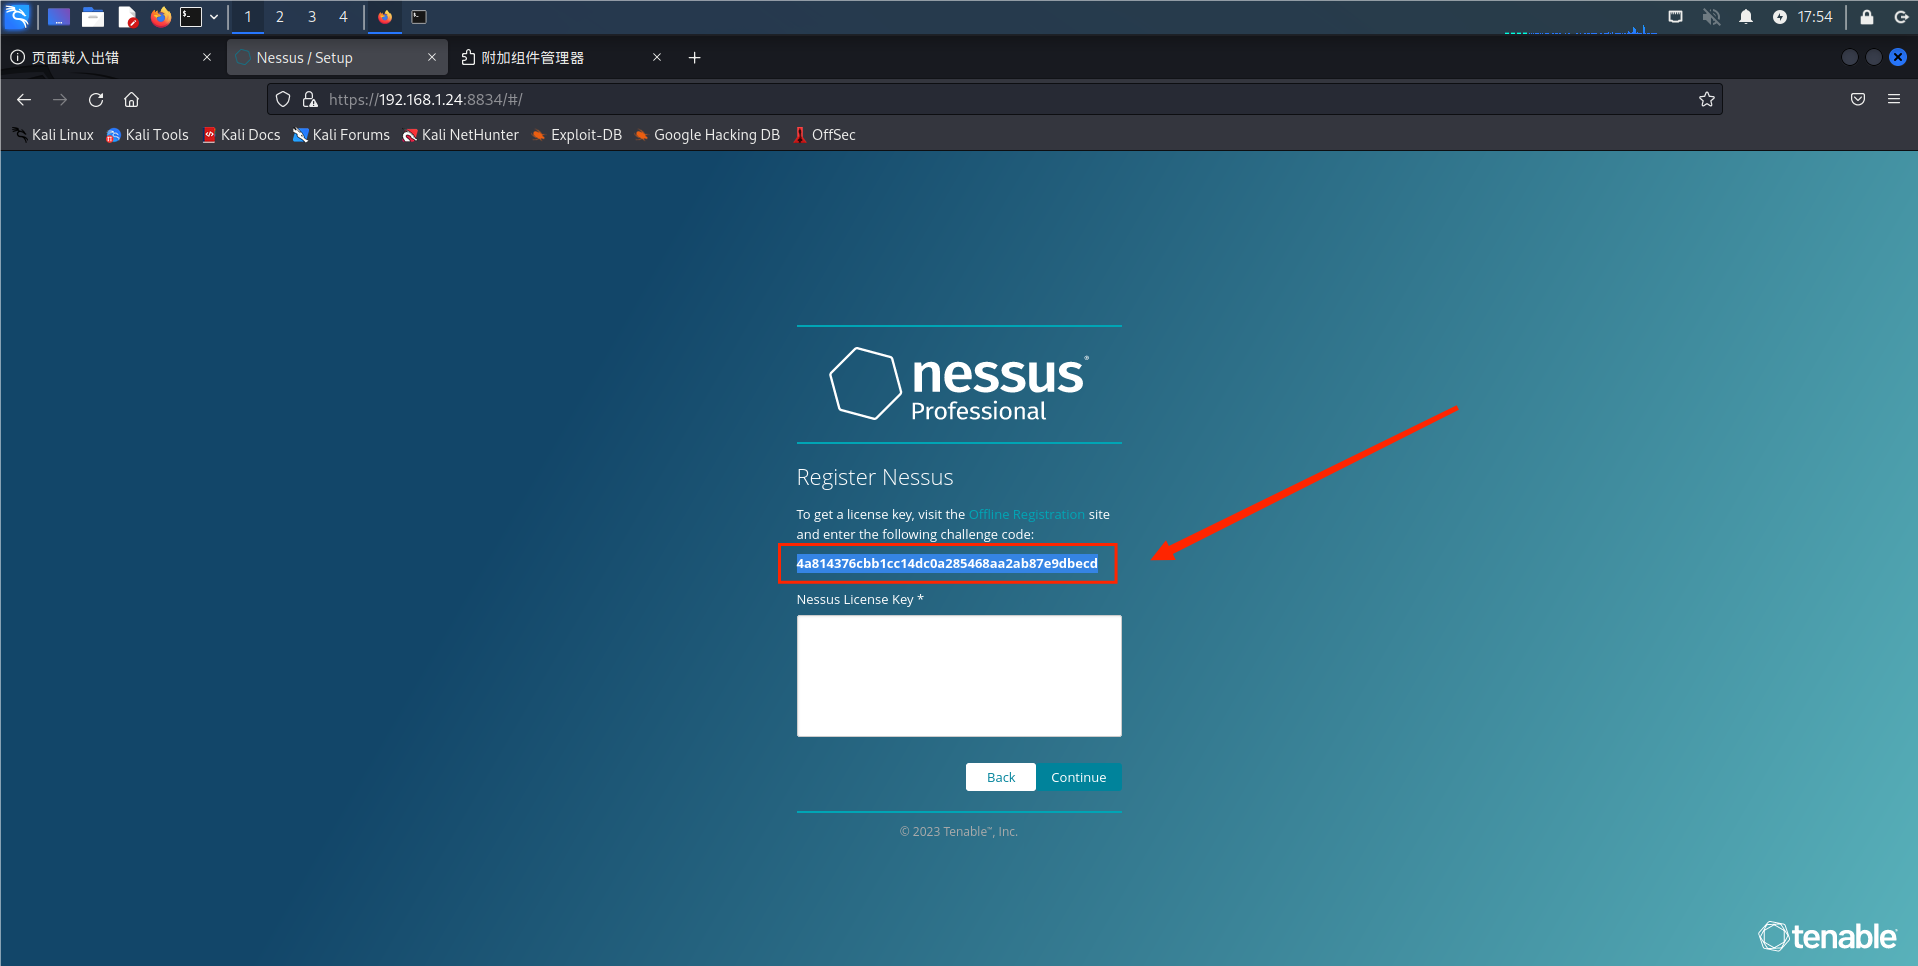 1 2 3 4 17:54
页面载入出错 Nessus / Setup 附加组件管理器
https://192.168.1.24:8834/#/
Kali Linux Kali Tools Kali Docs Kali Forums Kali NetHunter Exploit-DB Google Hacking DB OffSec
nessus®
Professional
Register Nessus
To get a license key, visit the Offline Registration site
and enter the following challenge code:
4a814376cbb1cc14dc0a285468aa2ab87e9dbecd
Nessus License Key *
Back Continue
© 2023 Tenable™, Inc.
tenable